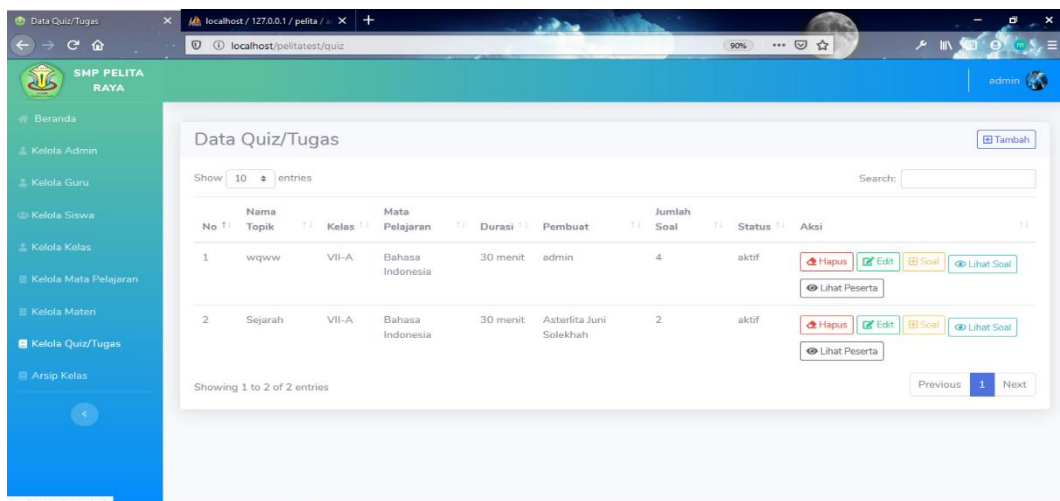 Data Quiz/Tugas
localhost / 127.0.0.1 / pelita /
localhost/pelitatest/quiz
90%
SMP PELITA
RAYA
admin
Beranda
Kelola Admin
Kelola Guru
Kelola Siswa
Kelola Kelas
Kelola Mata Pelajaran
Kelola Materi
Kelola Quiz/Tugas
Arsip Kelas
Data Quiz/Tugas
Tambah
Show 10 entries
Search:
No Nama Topik Kelas Mata Pelajaran Durasi Pembuat Jumlah Soal Status Aksi
1 wqww VII-A Bahasa Indonesia 30 menit admin 4 aktif Hapus Edit Soal Lihat Soal
Lihat Peserta
2 Sejarah VII-A Bahasa Indonesia 30 menit Asterlita Juni Solekhah 2 aktif Hapus Edit Soal Lihat Soal
Lihat Peserta
Showing 1 to 2 of 2 entries
Previous 1 Next